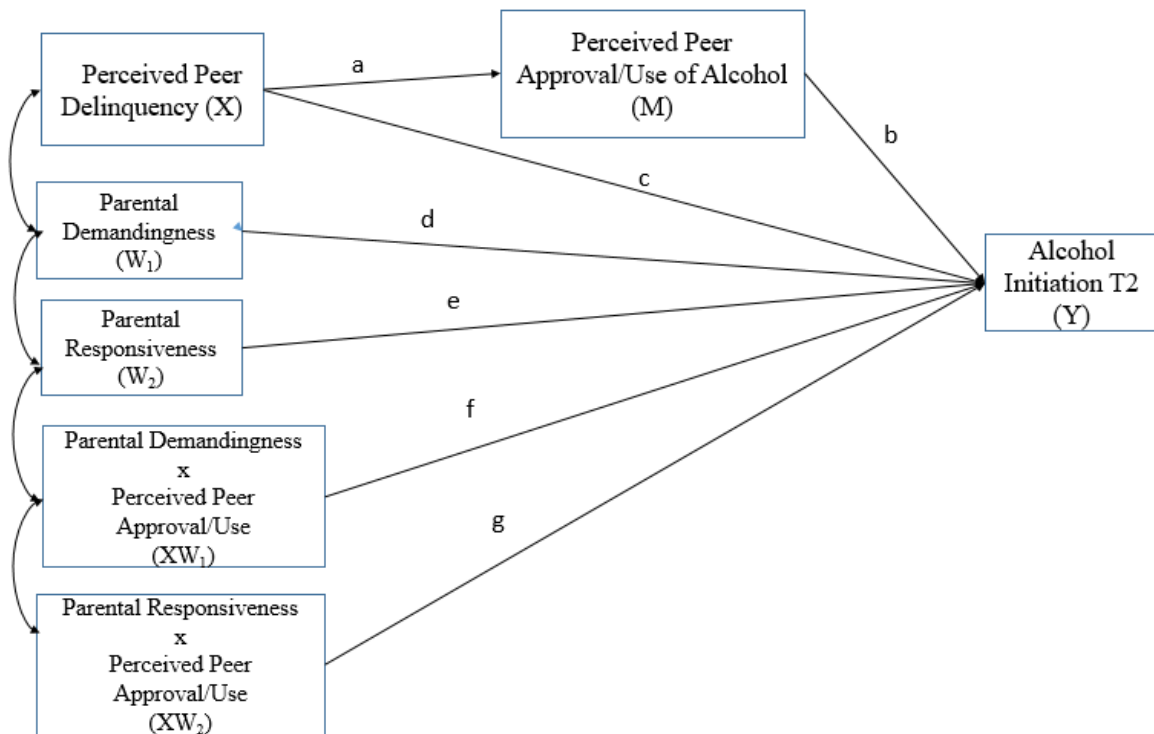 Perceived Peer
Delinquency (X)
a
Perceived Peer
Approval/Use of Alcohol
(M)
b
c
Parental
Demandingness
(W₁)
d
Alcohol
Initiation T2
(Y)
Parental
Responsiveness
(W₂)
e
Parental Demandingness
x
Perceived Peer
Approval/Use
(XW₁)
f
g
Parental Responsiveness
x
Perceived Peer
Approval/Use
(XW₂)